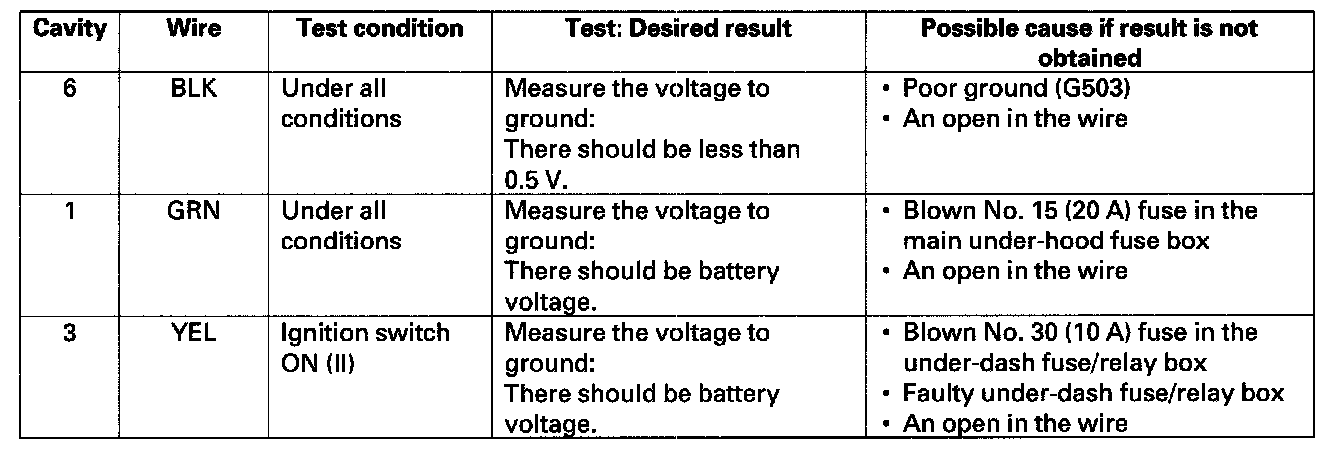 Cavity Wire Test condition Test: Desired result Possible cause if result is not
obtained
6 BLK Under all Measure the voltage to • Poor ground (G503)
conditions ground: • An open in the wire
There should be less than
0.5 V.
1 GRN Under all Measure the voltage to • Blown No. 15 (20 A) fuse in the
conditions ground: main under-hood fuse box
There should be battery • An open in the wire
voltage.
3 YEL Ignition switch Measure the voltage to • Blown No. 30 (10 A) fuse in the
ON (II) ground: under-dash fuse/relay box
There should be battery • Faulty under-dash fuse/relay box
voltage. • An open in the wire